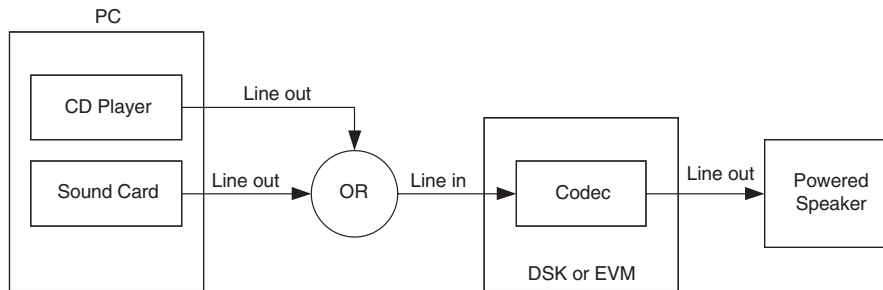 PC
CD Player
Line out
Sound Card
Line out
OR
Line in
Codec
Line out
Powered
Speaker
DSK or EVM